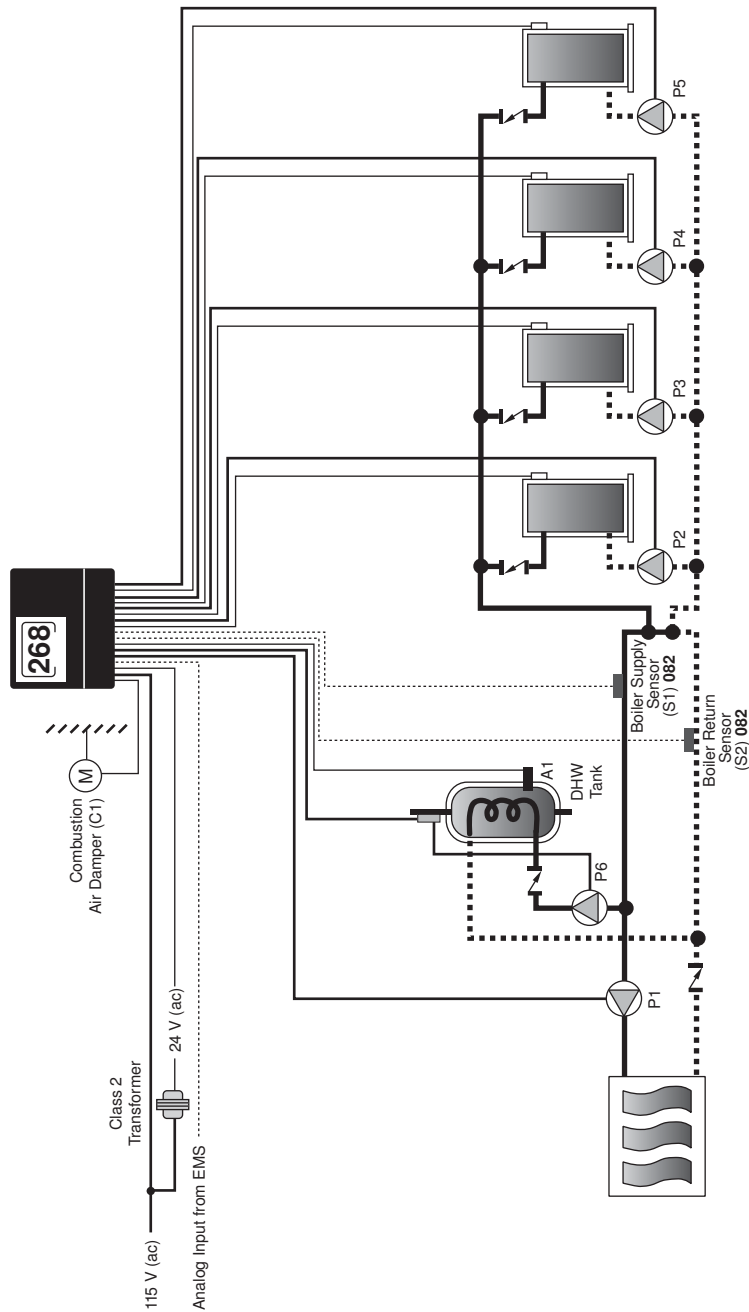 268
M
Combustion
Air Damper (C1)
Class 2
Transformer
24 V (ac)
115 V (ac)
Analog Input from EMS
P5
P4
P3
P2
Boiler Supply
Sensor
(S1) 082
Boiler Return
Sensor
(S2) 082
A1
DHW
Tank
P6
P1